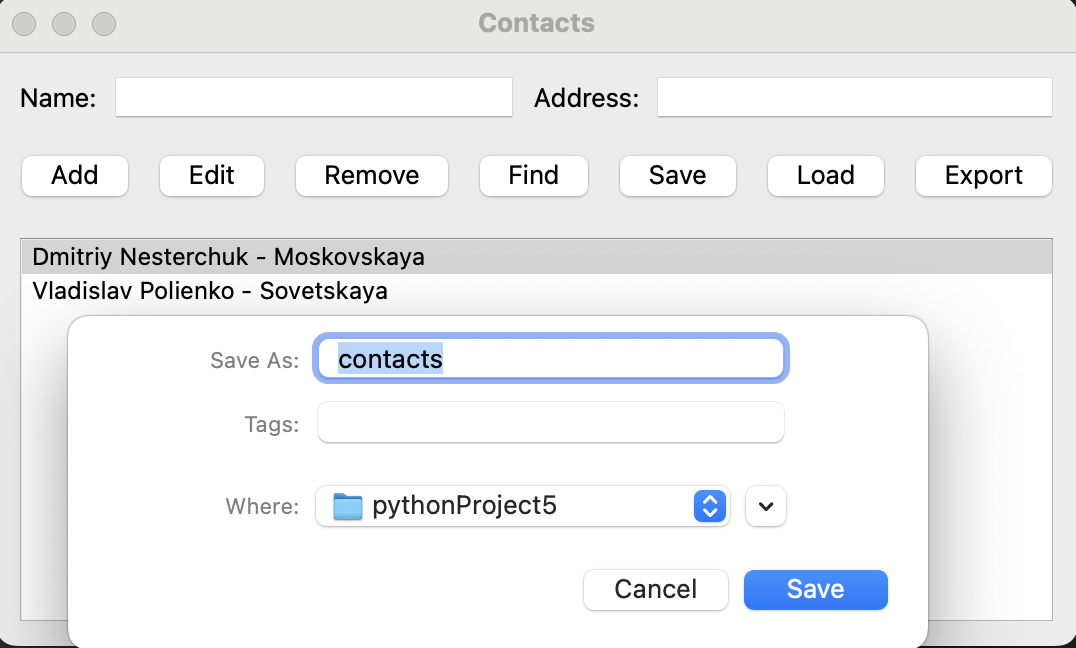 Contacts
Name: Address:
Add Edit Remove Find Save Load Export
Dmitriy Nesterchuk - Moskovskaya
Vladislav Polienko - Sovetskaya
Save As: contacts
Tags:
Where: pythonProject5
Cancel Save